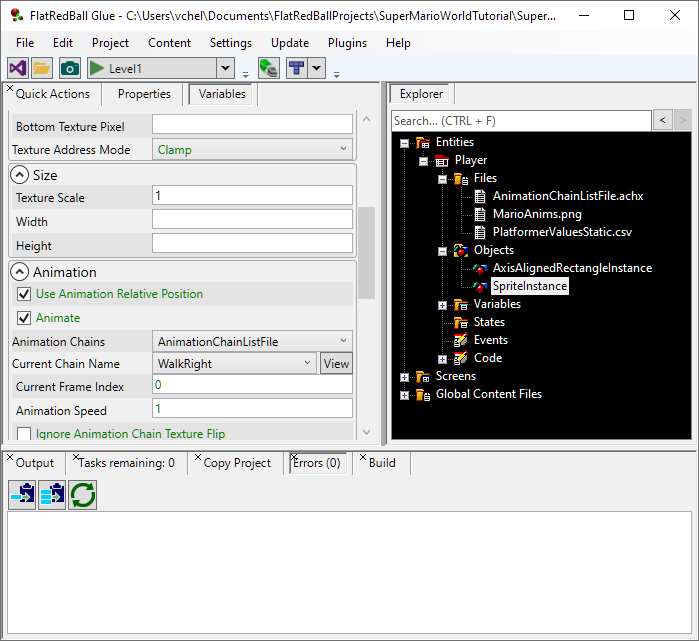 FlatRedBall Glue - C:\Users\vchel\Documents\FlatRedBallProjects\SuperMarioWorldTutorial\Super...
File Edit Project Content Settings Update Plugins Help
Level1
Quick Actions Properties Variables
Bottom Texture Pixel
Texture Address Mode Clamp
Size
Texture Scale 1
Width
Height
Animation
Use Animation Relative Position
Animate
Animation Chains AnimationChainListFile
Current Chain Name WalkRight View
Current Frame Index 0
Animation Speed 1
Ignore Animation Chain Texture Flip
Explorer
Search... (CTRL + F) < >
Entities
Player
Files
AnimationChainListFile.achx
MarioAnims.png
PlatformerValuesStatic.csv
Objects
AxisAlignedRectangleInstance
SpriteInstance
Variables
States
Events
Code
Screens
Global Content Files
Output Tasks remaining: 0 Copy Project Errors (0) Build